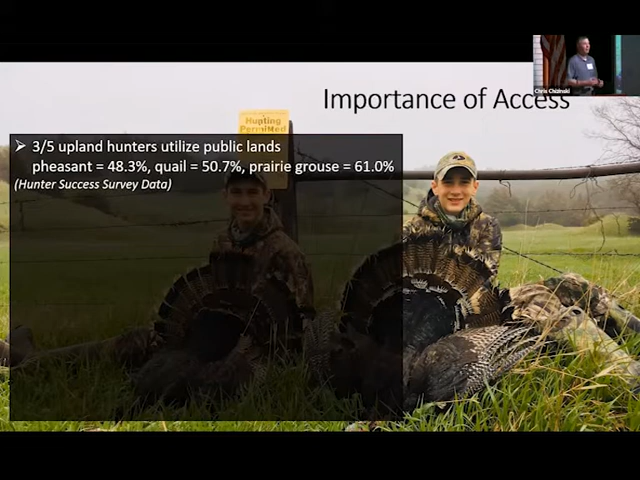 Chris Chizinski
Importance of Access
Hunting
Permitted
➢ 3/5 upland hunters utilize public lands
pheasant = 48.3%, quail = 50.7%, prairie grouse = 61.0%
(Hunter Success Survey Data)